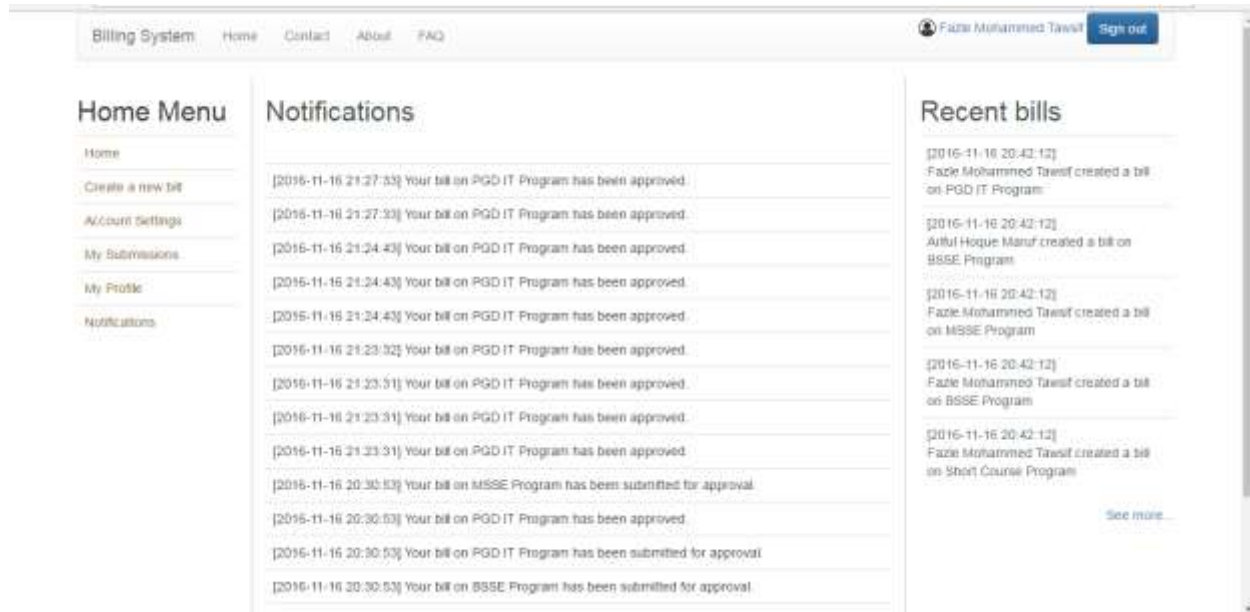 Billing System Home Contact About FAQ
Fazle Mohammed Tawsif Sign out
Home Menu
Home
Create a new bill
Account Settings
My Submissions
My Profile
Notifications
Notifications
[2016-11-16 21:27:33] Your bill on PGD IT Program has been approved.
[2016-11-16 21:27:33] Your bill on PGD IT Program has been approved.
[2016-11-16 21:24:43] Your bill on PGD IT Program has been approved.
[2016-11-16 21:24:43] Your bill on PGD IT Program has been approved.
[2016-11-16 21:24:43] Your bill on PGD IT Program has been approved.
[2016-11-16 21:23:32] Your bill on PGD IT Program has been approved.
[2016-11-16 21:23:31] Your bill on PGD IT Program has been approved.
[2016-11-16 21:23:31] Your bill on PGD IT Program has been approved.
[2016-11-16 21:23:31] Your bill on PGD IT Program has been approved.
[2016-11-16 20:30:53] Your bill on MSSE Program has been submitted for approval.
[2016-11-16 20:30:53] Your bill on PGD IT Program has been approved.
[2016-11-16 20:30:53] Your bill on PGD IT Program has been submitted for approval.
[2016-11-16 20:30:53] Your bill on BSSE Program has been submitted for approval.
Recent bills
[2016-11-16 20:42:12]
Fazle Mohammed Tawsif created a bill
on PGD IT Program
[2016-11-16 20:42:12]
Ariful Hoque Maruf created a bill on
BSSE Program
[2016-11-16 20:42:12]
Fazle Mohammed Tawsif created a bill
on MSSE Program
[2016-11-16 20:42:12]
Fazle Mohammed Tawsif created a bill
on BSSE Program
[2016-11-16 20:42:12]
Fazle Mohammed Tawsif created a bill
on Short Course Program
See more...